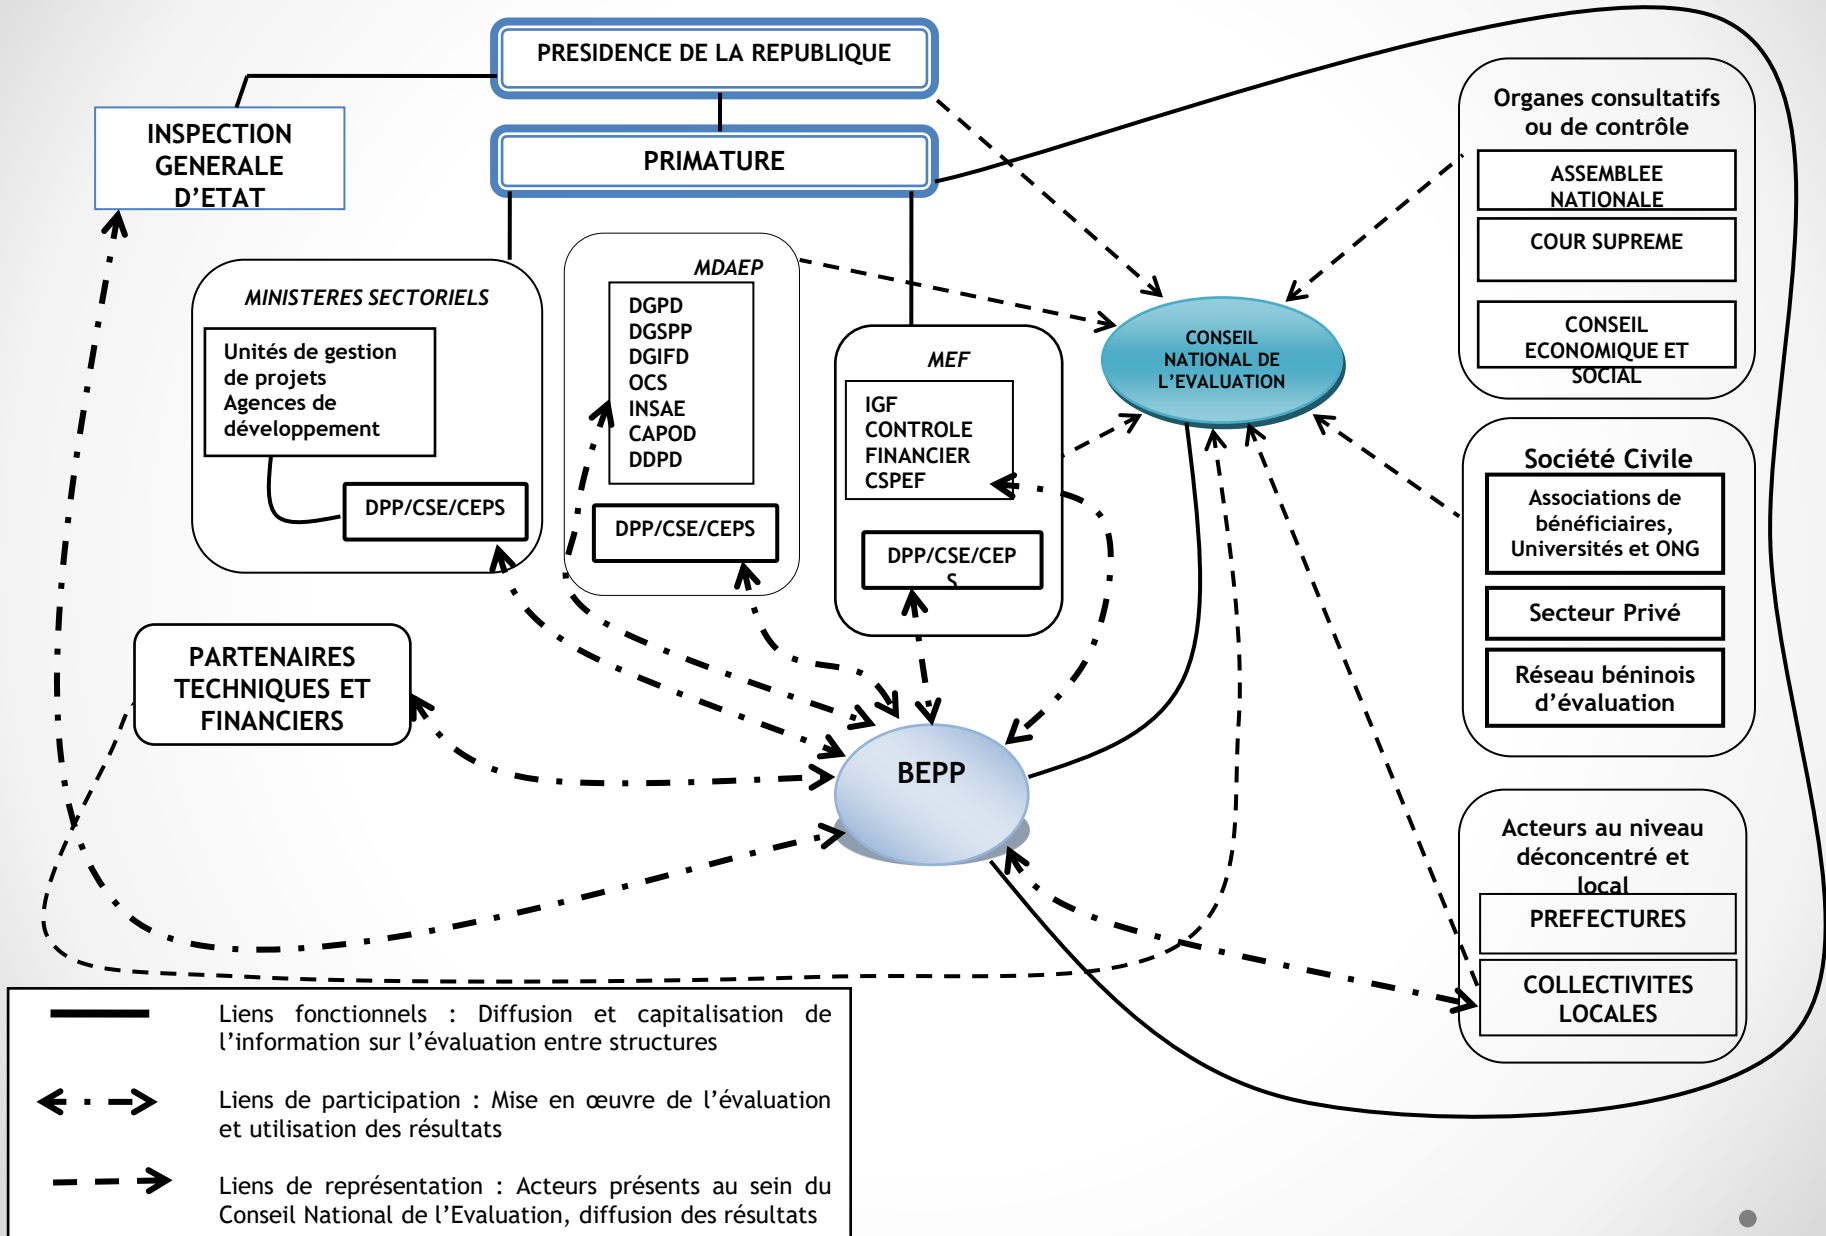 PRESIDENCE DE LA REPUBLIQUE
PRIMATURE
INSPECTION
GENERALE
D’ETAT
MINISTERES SECTORIELS
Unités de gestion
de projets
Agences de
développement
DPP/CSE/CEPS
MDAEP
DGPD
DGSPP
DGIFD
OCS
INSAE
CAPOD
DDPD
DPP/CSE/CEPS
MEF
IGF
CONTROLE
FINANCIER
CSPEF
DPP/CSE/CEP
S
CONSEIL
NATIONAL DE
L’EVALUATION
Organes consultatifs
ou de contrôle
ASSEMBLEE
NATIONALE
COUR SUPREME
CONSEIL
ECONOMIQUE ET
SOCIAL
Société Civile
Associations de
bénéficiaires,
Universités et ONG
Secteur Privé
Réseau béninois
d’évaluation
PARTENAIRES
TECHNIQUES ET
FINANCIERS
BEPP
Acteurs au niveau
déconcentré et
local
PREFECTURES
COLLECTIVITES
LOCALES
Liens fonctionnels : Diffusion et capitalisation de
l’information sur l’évaluation entre structures
Liens de participation : Mise en œuvre de l’évaluation
et utilisation des résultats
Liens de représentation : Acteurs présents au sein du
Conseil National de l’Evaluation, diffusion des résultats